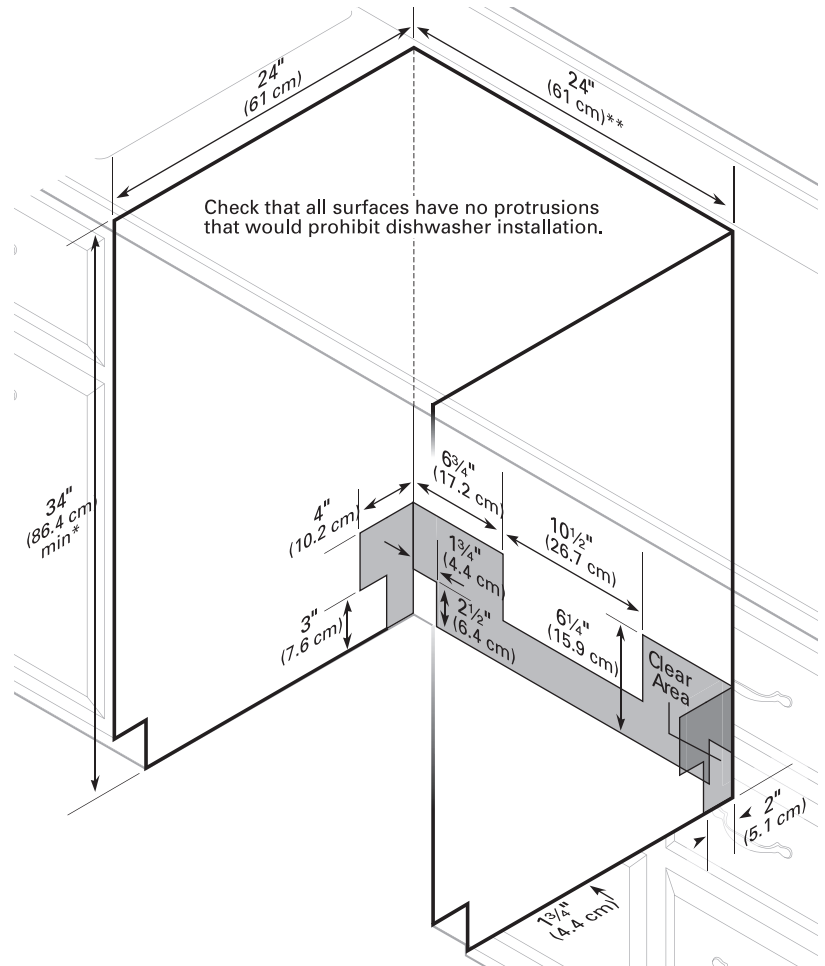 24"
(61 cm)
24"
(61 cm)**
Check that all surfaces have no protrusions
that would prohibit dishwasher installation.
34"
(86.4 cm)
min*
4"
(10.2 cm)
6¾"
(17.2 cm)
10½"
(26.7 cm)
1¾"
(4.4 cm)
3"
(7.6 cm)
2½"
(6.4 cm)
6¼"
(15.9 cm)
Clear
Area
2"
(5.1 cm)
1¾"
(4.4 cm)